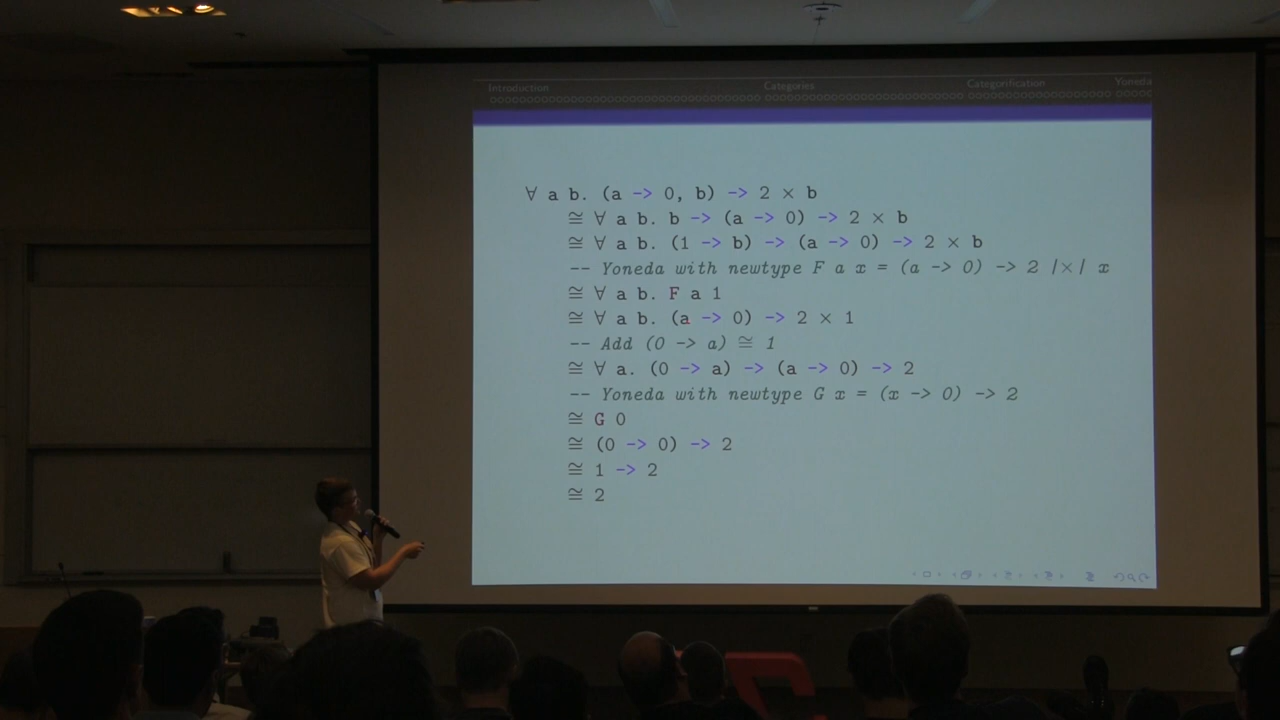 Introduction Categories Categorification Yoneda
∀ a b. (a -> 0, b) -> 2 × b
≅ ∀ a b. b -> (a -> 0) -> 2 × b
≅ ∀ a b. (1 -> b) -> (a -> 0) -> 2 × b
-- Yoneda with newtype F a x = (a -> 0) -> 2 |×| x
≅ ∀ a b. F a 1
≅ ∀ a b. (a -> 0) -> 2 × 1
-- Add (0 -> a) ≅ 1
≅ ∀ a. (0 -> a) -> (a -> 0) -> 2
-- Yoneda with newtype G x = (x -> 0) -> 2
≅ G 0
≅ (0 -> 0) -> 2
≅ 1 -> 2
≅ 2